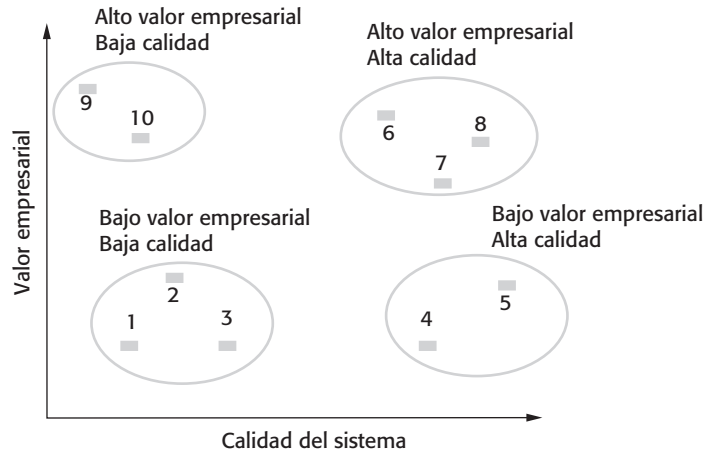 Alto valor empresarial
Baja calidad
Alto valor empresarial
Alta calidad
9
10
6
8
7
Valor empresarial
Bajo valor empresarial
Baja calidad
Bajo valor empresarial
Alta calidad
2
1
3
5
4
Calidad del sistema